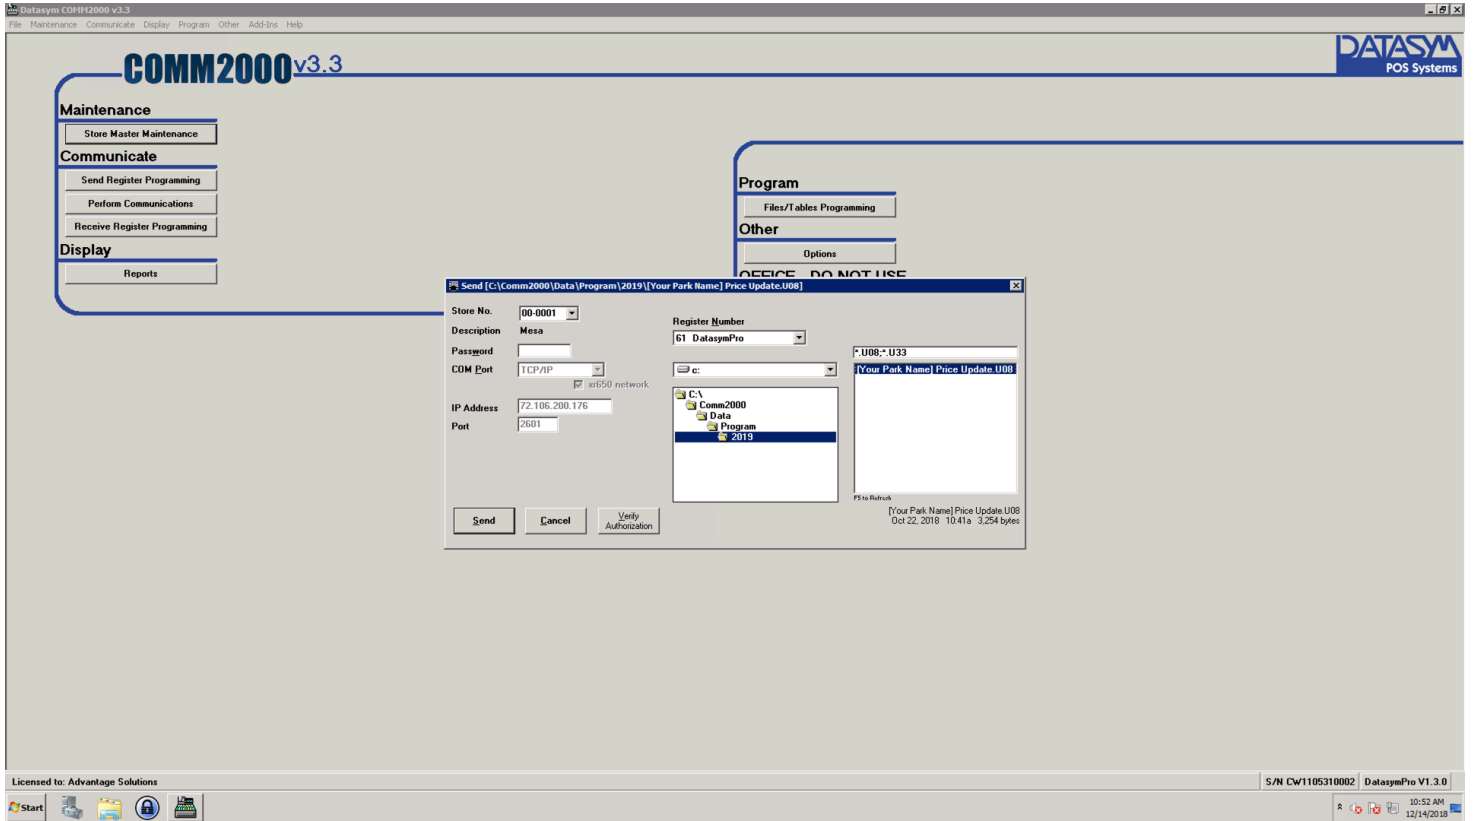 Datasym COMM2000 v3.3
File Maintenance Communicate Display Program Other Add-Ins Help
COMM2000 v3.3
DATASYM
POS Systems
Maintenance
Store Master Maintenance
Communicate
Send Register Programming
Perform Communications
Receive Register Programming
Display
Reports
Program
Files/Tables Programming
Other
Options
OFFICE - DO NOT USE
Send [C:\Comm2000\Data\Program\2019\[Your Park Name] Price Update.U08]
Store No. 00-0001
Description Mesa
Password
COM Port TCP/IP
xr650 network
IP Address 72.106.200.176
Port 2601
Register Number
61 DatasymPro
c:
C:\
Comm2000
Data
Program
2019
*.U08;*.U33
[Your Park Name] Price Update.U08
F5 to Refresh
[Your Park Name] Price Update.U08
Oct 22, 2018 10:41a 3,254 bytes
Send
Cancel
Verify
Authorization
Licensed to: Advantage Solutions
S/N CW1105310002 DatasymPro V1.3.0
Start
10:52 AM
12/14/2018